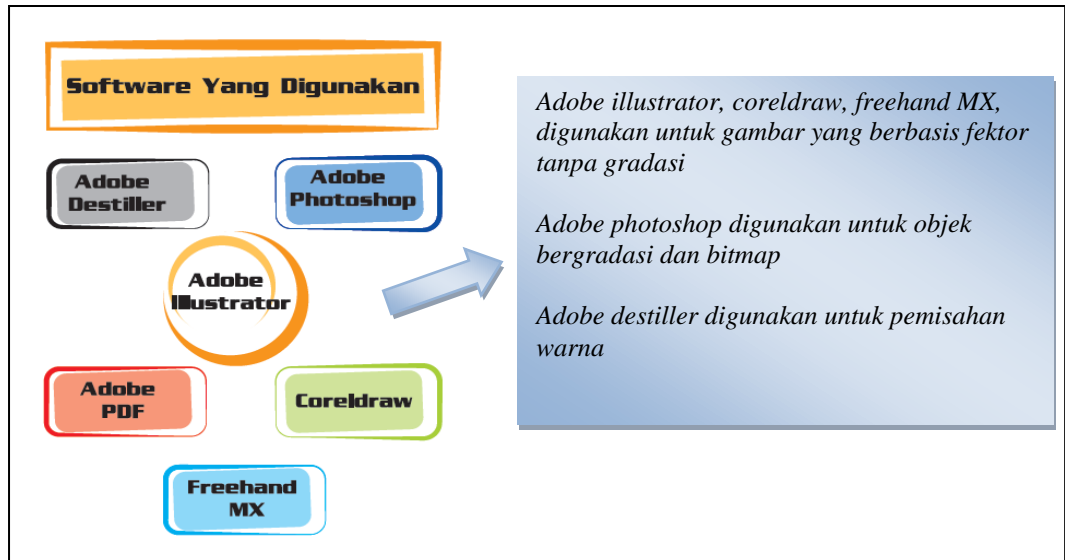 Software Yang Digunakan
Adobe
Destiller
Adobe
Photoshop
Adobe
Illustrator
Adobe
PDF
Coreldraw
Freehand
MX
Adobe illustrator, coreldraw, freehand MX,
digunakan untuk gambar yang berbasis fektor
tanpa gradasi
Adobe photoshop digunakan untuk objek
bergradasi dan bitmap
Adobe destiller digunakan untuk pemisahan
warna